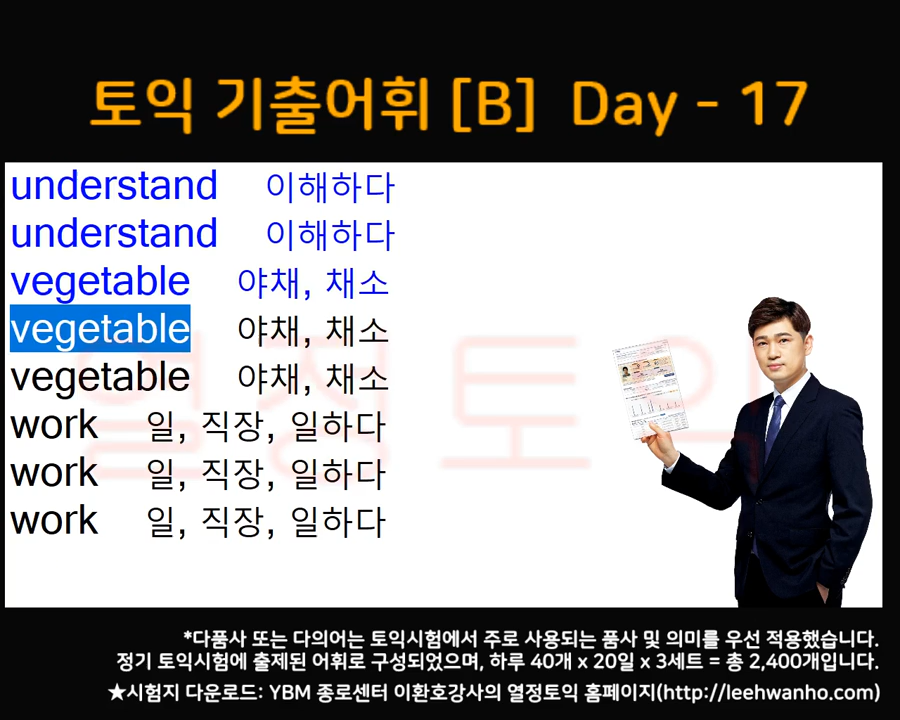 토익 기출어휘 [B] Day - 17
understand 이해하다
understand 이해하다
vegetable 야채, 채소
vegetable 야채, 채소
vegetable 야채, 채소
work 일, 직장, 일하다
work 일, 직장, 일하다
work 일, 직장, 일하다
열정토익
*다품사 또는 다의어는 토익시험에서 주로 사용되는 품사 및 의미를 우선 적용했습니다.
정기 토익시험에 출제된 어휘로 구성되었으며, 하루 40개 x 20일 x 3세트 = 총 2,400개입니다.
★시험지 다운로드: YBM 종로센터 이환호강사의 열정토익 홈페이지(http://leehwanho.com)